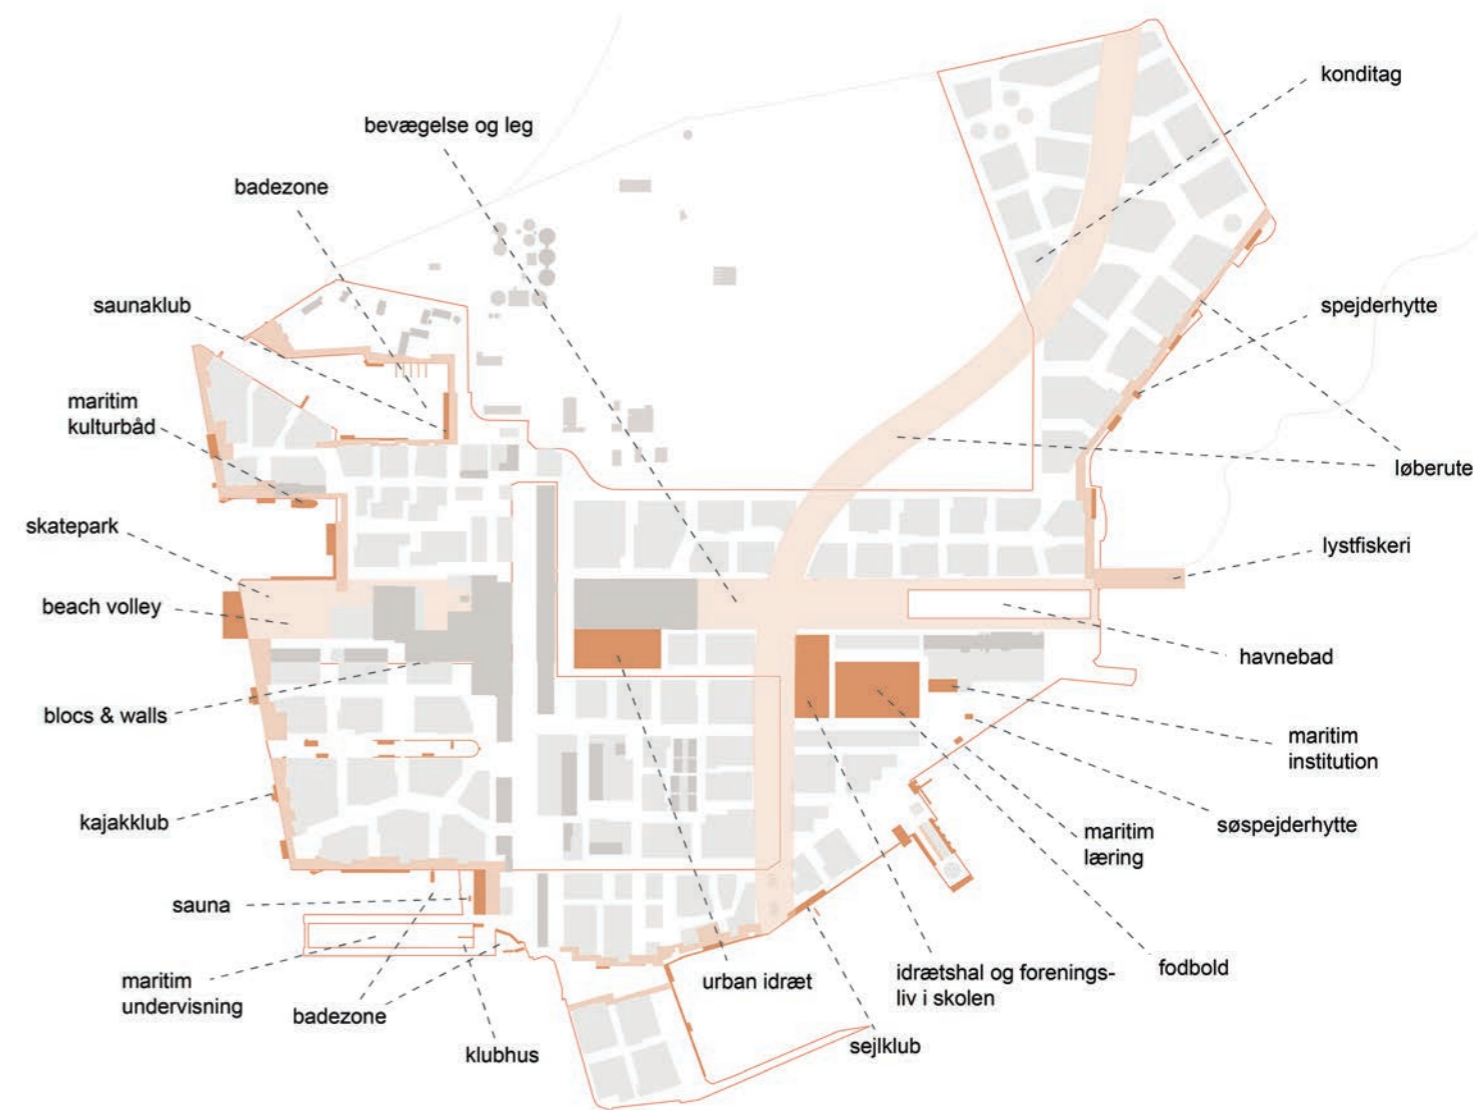 konditag
bevægelse og leg
badezone
saunaklub
spejderhytte
maritim
kulturbåd
løberute
skatepark
lystfiskeri
beach volley
havnebad
blocs & walls
maritim
institution
kajakklub
søspejderhytte
maritim
læring
sauna
fodbold
idrætshal og forenings-
liv i skolen
urban idræt
maritim
undervisning
badezone
klubhus
sejlklub